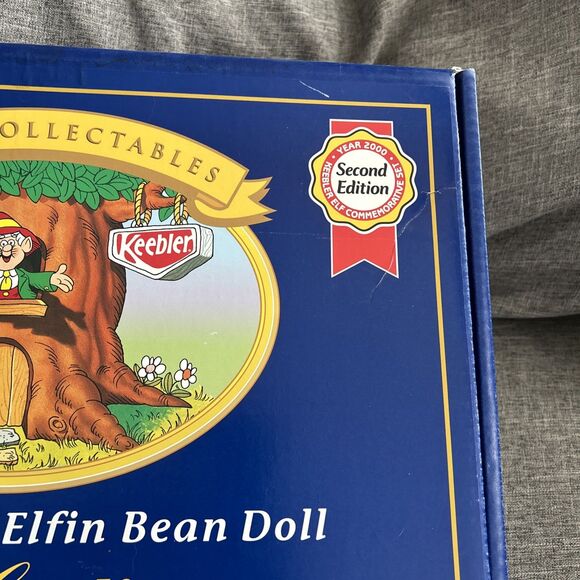 OLLECTABLES
Keebler
YEAR 2000
Second
Edition
KEEBLER ELF COMMEMORATIVE SET
Elfin Bean Doll